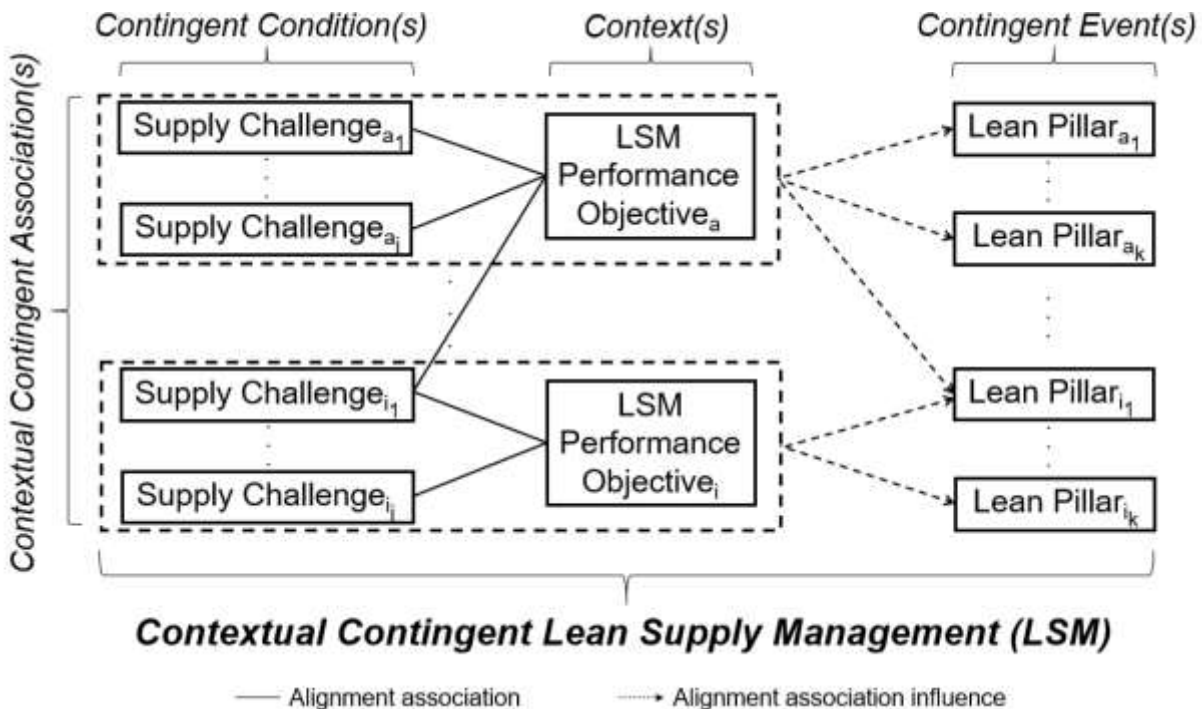 Contingent Condition(s) Context(s) Contingent Event(s)
Contextual Contingent Association(s)
Supply Challenge a1
Supply Challenge aj
LSM
Performance
Objective a
Lean Pillar a1
Lean Pillar ak
Supply Challenge i1
Supply Challenge ij
LSM
Performance
Objective i
Lean Pillar i1
Lean Pillar ik
Contextual Contingent Lean Supply Management (LSM)
Alignment association Alignment association influence